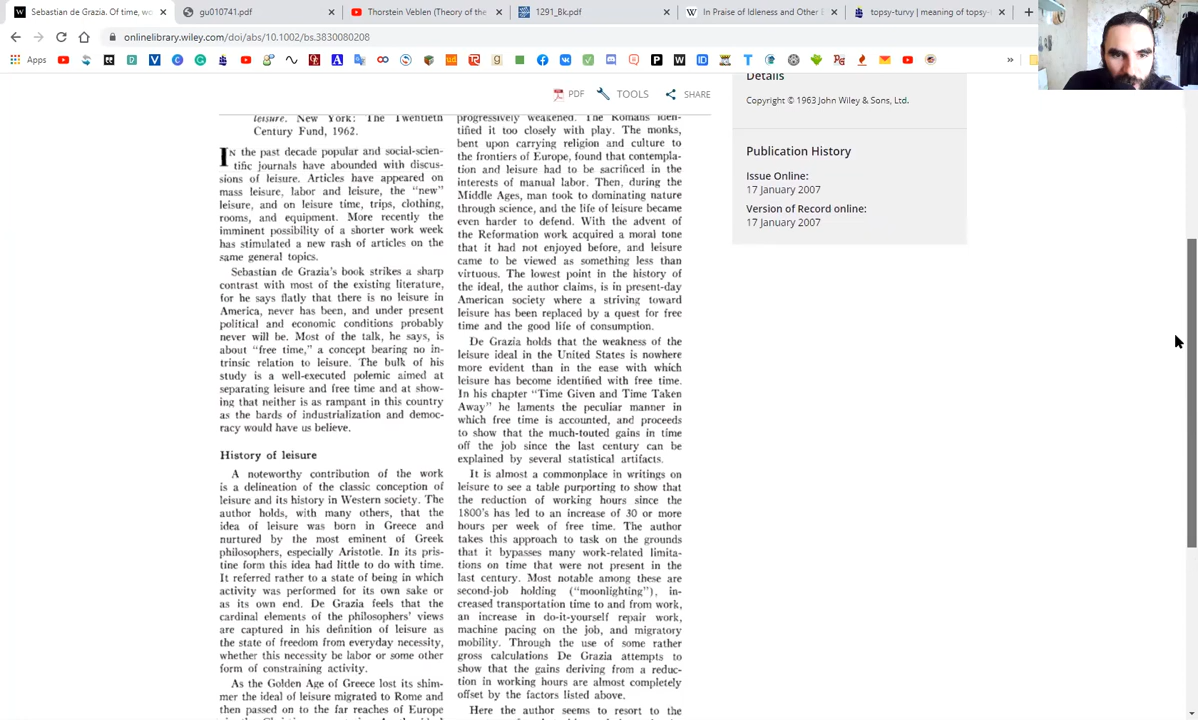 Sebastian de Grazia. Of time, wo
gu010741.pdf
Thorstein Veblen (Theory of the
1291_Bk.pdf
In Praise of Idleness and Other E
topsy-turvy | meaning of topsy-
onlinelibrary.wiley.com/doi/abs/10.1002/bs.3830080208
Apps
PDF
TOOLS
SHARE
leisure. New York: The Twentieth
Century Fund, 1962.
IN the past decade popular and social-scien-
tific journals have abounded with discus-
sions of leisure. Articles have appeared on
mass leisure, labor and leisure, the "new"
leisure, and on leisure time, trips, clothing,
rooms, and equipment. More recently the
imminent possibility of a shorter work week
has stimulated a new rash of articles on the
same general topics.
Sebastian de Grazia's book strikes a sharp
contrast with most of the existing literature,
for he says flatly that there is no leisure in
America, never has been, and under present
political and economic conditions probably
never will be. Most of the talk, he says, is
about "free time," a concept bearing no in-
trinsic relation to leisure. The bulk of his
study is a well-executed polemic aimed at
separating leisure and free time and at show-
ing that neither is as rampant in this country
as the bards of industrialization and democ-
racy would have us believe.
History of leisure
A noteworthy contribution of the work
is a delineation of the classic conception of
leisure and its history in Western society. The
author holds, with many others, that the
idea of leisure was born in Greece and
nurtured by the most eminent of Greek
philosophers, especially Aristotle. In its pris-
tine form this idea had little to do with time.
It referred rather to a state of being in which
activity was performed for its own sake or
as its own end. De Grazia feels that the
cardinal elements of the philosophers' views
are captured in his definition of leisure as
the state of freedom from everyday necessity,
whether this necessity be labor or some other
form of constraining activity.
As the Golden Age of Greece lost its shim-
mer the ideal of leisure migrated to Rome and
then passed on to the far reaches of Europe
progressively weakened. The Romans iden-
tified it too closely with play. The monks,
bent upon carrying religion and culture to
the frontiers of Europe, found that contempla-
tion and leisure had to be sacrificed in the
interests of manual labor. Then, during the
Middle Ages, man took to dominating nature
through science, and the life of leisure became
even harder to defend. With the advent of
the Reformation work acquired a moral tone
that it had not enjoyed before, and leisure
came to be viewed as something less than
virtuous. The lowest point in the history of
the ideal, the author claims, is in present-day
American society where a striving toward
leisure has been replaced by a quest for free
time and the good life of consumption.
De Grazia holds that the weakness of the
leisure ideal in the United States is nowhere
more evident than in the ease with which
leisure has become identified with free time.
In his chapter "Time Given and Time Taken
Away" he laments the peculiar manner in
which free time is accounted, and proceeds
to show that the much-touted gains in time
off the job since the last century can be
explained by several statistical artifacts.
It is almost a commonplace in writings on
leisure to see a table purporting to show that
the reduction of working hours since the
1800's has led to an increase of 30 or more
hours per week of free time. The author
takes this approach to task on the grounds
that it bypasses many work-related limita-
tions on time that were not present in the
last century. Most notable among these are
second-job holding ("moonlighting"), in-
creased transportation time to and from work,
an increase in do-it-yourself repair work,
machine pacing on the job, and migratory
mobility. Through the use of some rather
gross calculations De Grazia attempts to
show that the gains deriving from a reduc-
tion in working hours are almost completely
offset by the factors listed above.
Here the author seems to resort to the
Details
Copyright © 1963 John Wiley & Sons, Ltd.
Publication History
Issue Online:
17 January 2007
Version of Record online:
17 January 2007